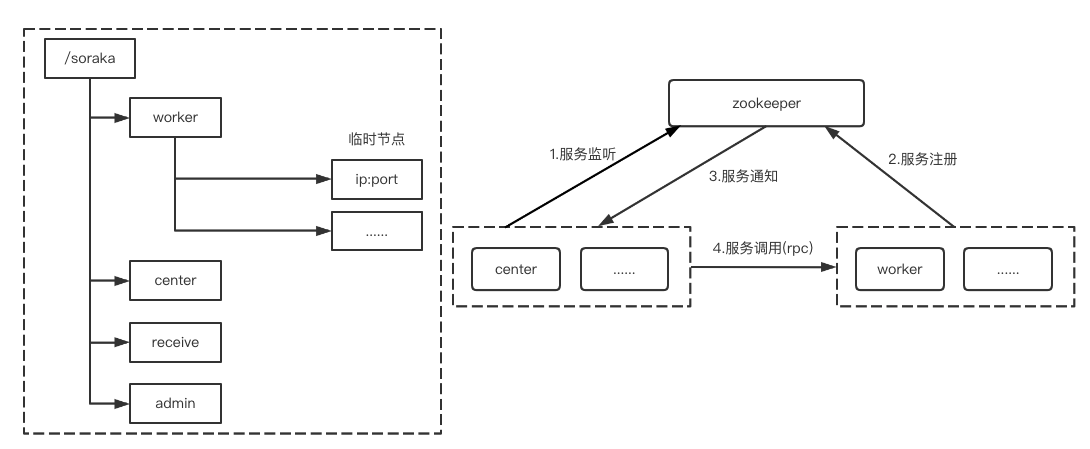 /soraka
worker
临时节点
ip:port
......
center
receive
admin
zookeeper
1.服务监听
3.服务通知
2.服务注册
center
......
4.服务调用(rpc)
worker
......